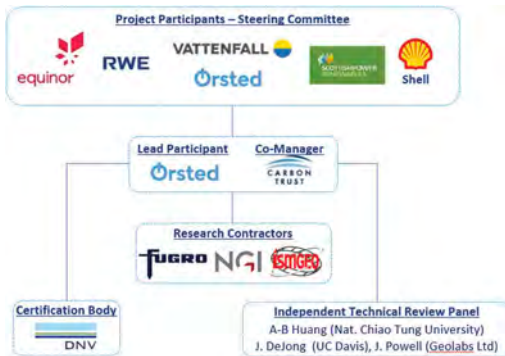 Project Participants – Steering Committee
equinor
RWE
VATTENFALL
Ørsted
SCOTTISHPOWER
RENEWABLES
Shell
Lead Participant
Ørsted
Co-Manager
CARBON
TRUST
Research Contractors
FUGRO
NGI
ISMGEO
Certification Body
DNV
Independent Technical Review Panel
A-B Huang (Nat. Chiao Tung University)
J. DeJong (UC Davis), J. Powell (Geolabs Ltd)